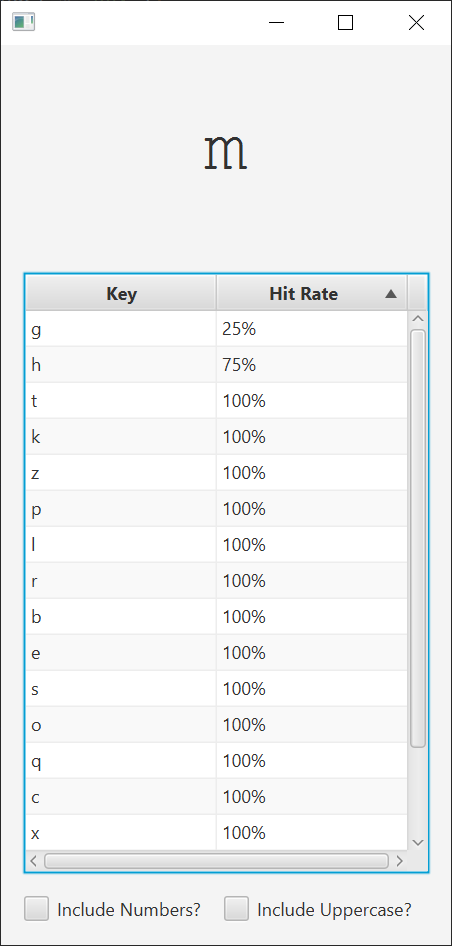 m
Key Hit Rate
g 25%
h 75%
t 100%
k 100%
z 100%
p 100%
l 100%
r 100%
b 100%
e 100%
s 100%
o 100%
q 100%
c 100%
x 100%
Include Numbers? Include Uppercase?